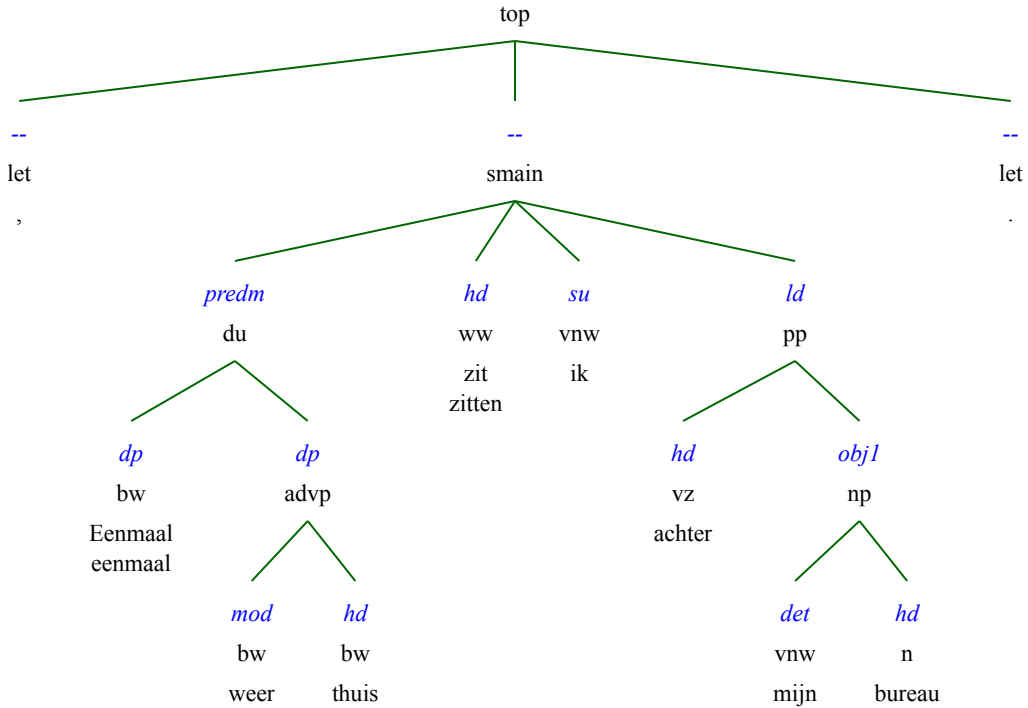 top
-- -- --
let smain let
, .
predm hd su ld
du ww vnw pp
zit ik
zitten
dp dp hd obj1
bw advp vz np
Eenmaal achter
eenmaal
mod hd det hd
bw bw vnw n
weer thuis mijn bureau